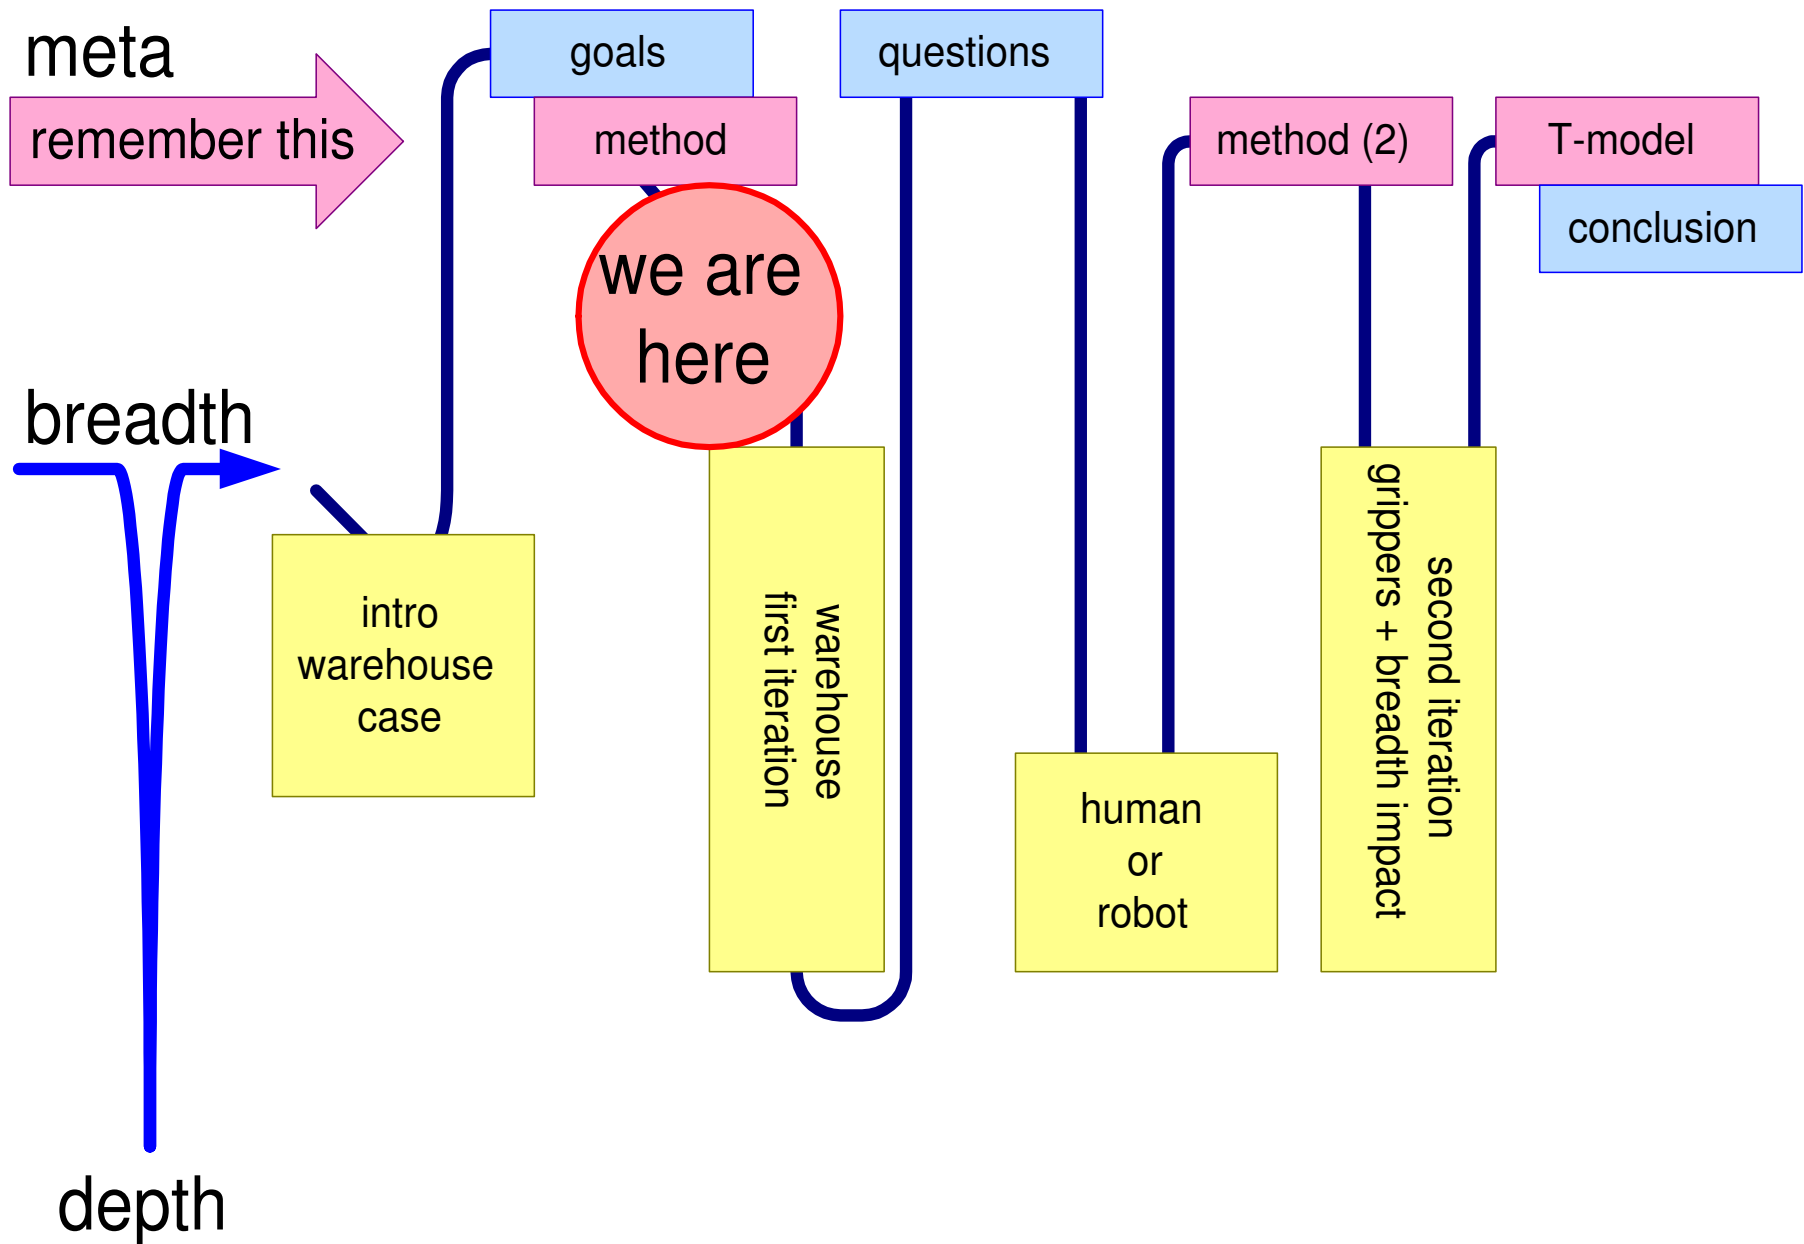 meta
remember this
goals
method
questions
method (2)
T-model
conclusion
we are
here
breadth
intro
warehouse
case
warehouse
first iteration
human
or
robot
second iteration
grippers + breadth impact
depth